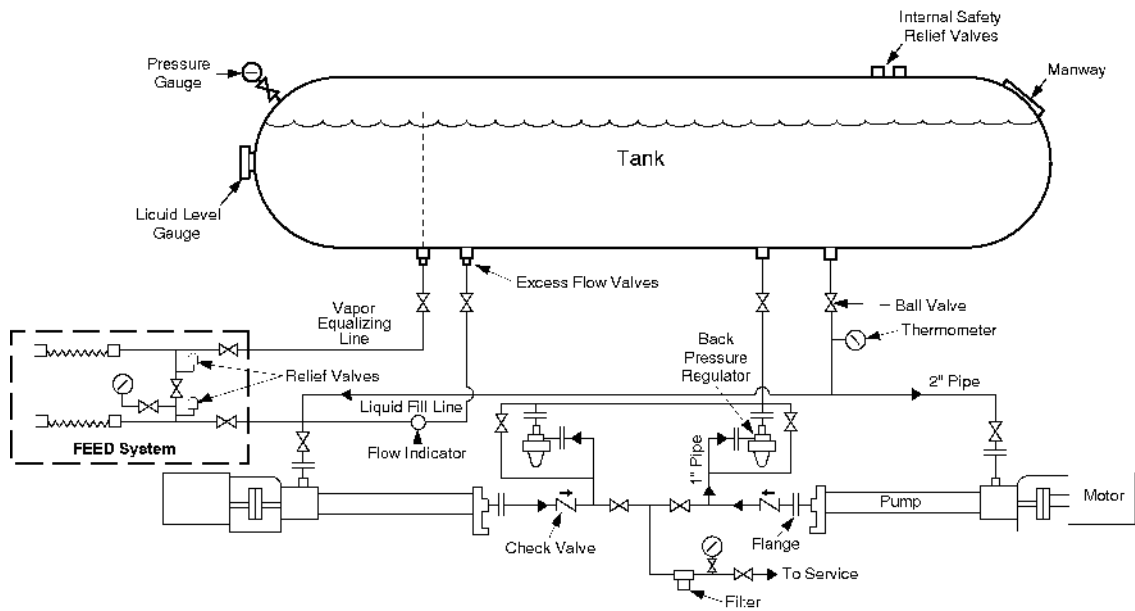 Internal Safety
Relief Valves
Pressure
Gauge
Manway
Tank
Licuid Level
Gauge
Excess Flow Valves
Vapor
Equalizing
Line
Ball Valve
Thermometer
Back
Pressure
Regulator
Relief Valves
2" Pipe
Liquid Fill Line
FEED System
Flow Indicator
1" Pipe
Pump
Motor
Check Valve
Flange
To Service
Filter